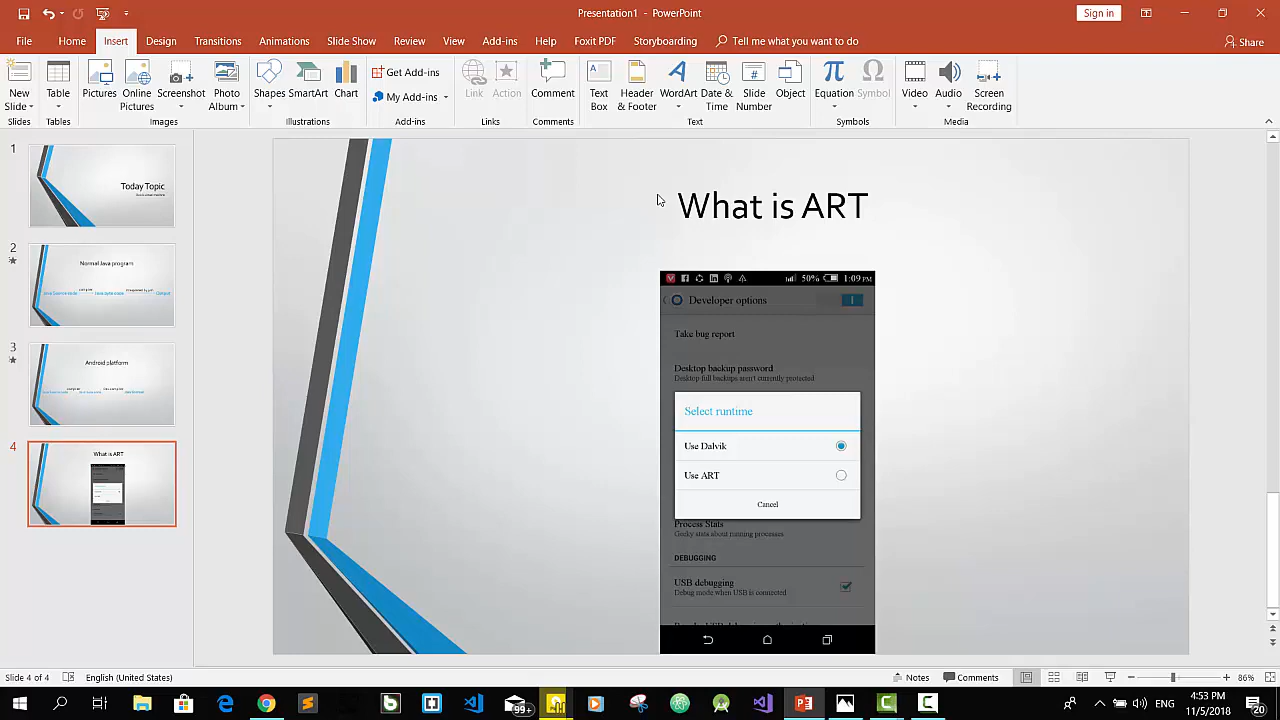 Presentation1 - PowerPoint
Sign in
File Home Insert Design Transitions Animations Slide Show Review View Add-ins Help Foxit PDF Storyboarding Tell me what you want to do Share
New Slide
Table
Pictures
Online Pictures
Screenshot
Photo Album
Shapes
SmartArt
Chart
Get Add-ins
My Add-ins
Link
Action
Comment
Text Box
Header & Footer
WordArt
Date & Time
Slide Number
Object
Equation
Symbol
Video
Audio
Screen Recording
Slides Tables Images Illustrations Add-ins Links Comments Text Symbols Media
1
Today Topic
2
Normal Java program
3
Android platform
4
What is ART
What is ART
50% 1:09 PM
Developer options
Take bug report
Desktop backup password
Desktop full backups aren't currently protected
Select runtime
Use Dalvik
Use ART
Cancel
Process Stats
Geeky stats about running processes
DEBUGGING
USB debugging
Debug mode when USB is connected
Slide 4 of 4 English (United States) Notes Comments 86%
99+
ENG
4:53 PM
11/5/2018
20